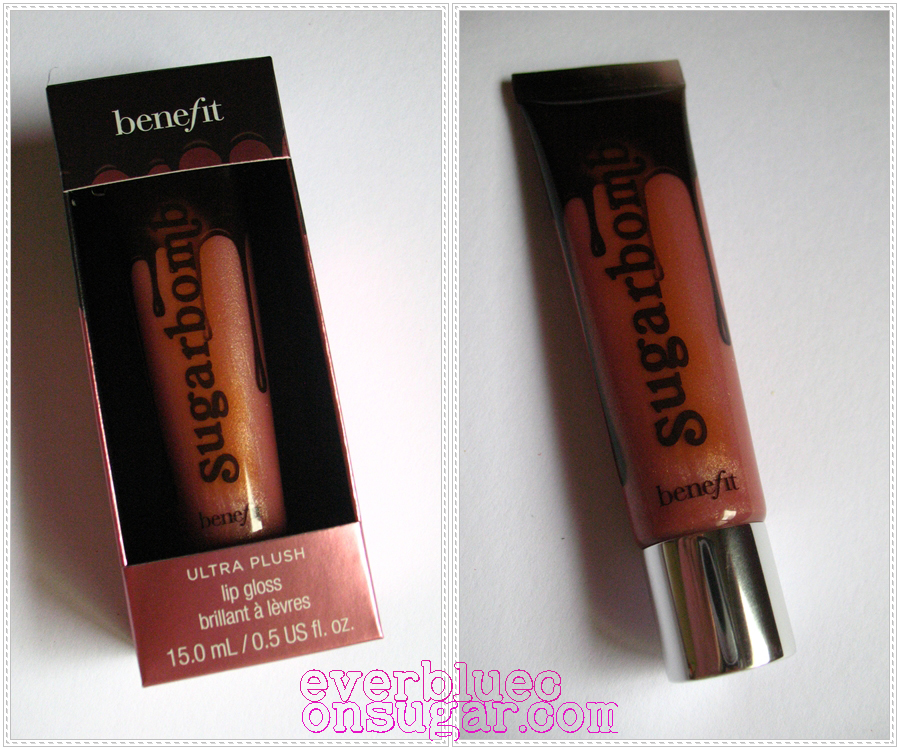 benefit
Sugarbomb
benef
ULTRA PLUSH
lip gloss
brillant à lèvres
15.0 mL / 0.5 US fl. oz.
Sugarbomb
benefit
everbluec
onsugar.com